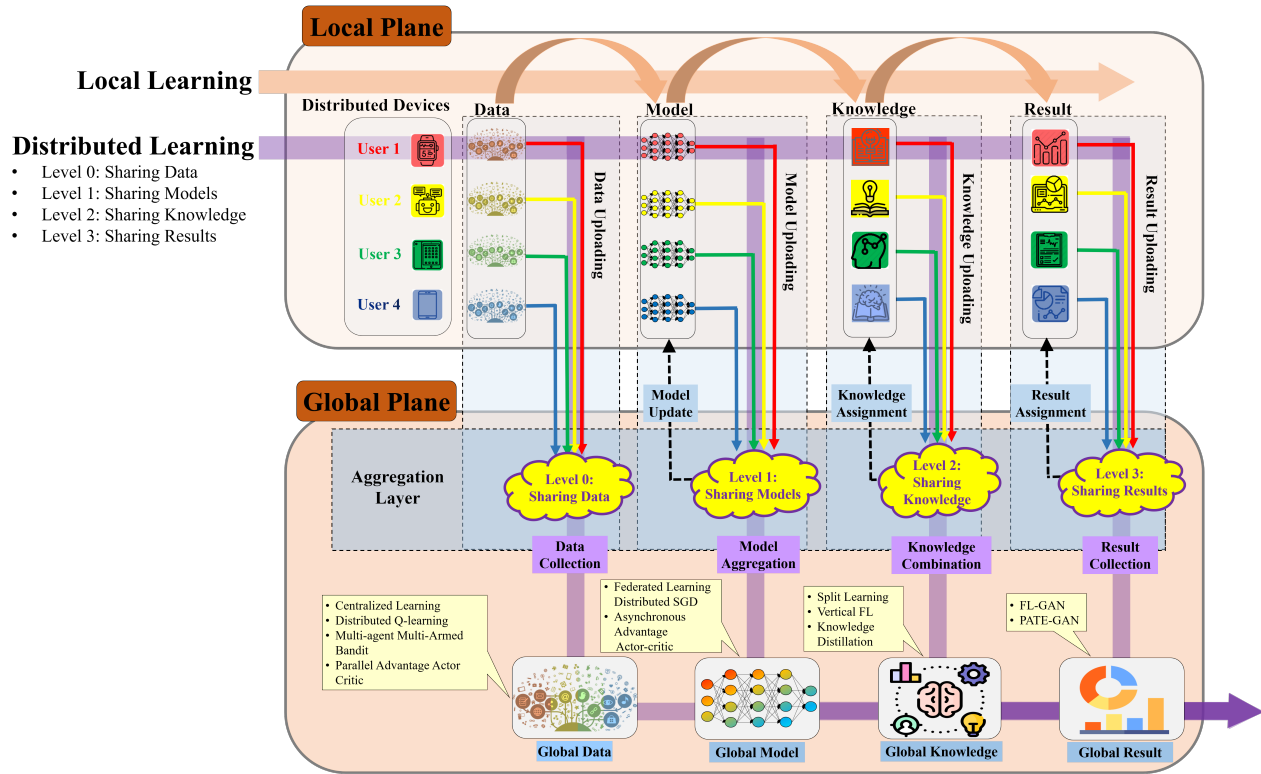 Local Plane
Local Learning
Distributed Devices
Data
Model
Knowledge
Result
Distributed Learning
• Level 0: Sharing Data
• Level 1: Sharing Models
• Level 2: Sharing Knowledge
• Level 3: Sharing Results
User 1
User 2
User 3
User 4
Data Uploading
Model Uploading
Knowledge Uploading
Result Uploading
Global Plane
Model
Update
Knowledge
Assignment
Result
Assignment
Aggregation
Layer
Level 0:
Sharing Data
Level 1:
Sharing Models
Level 2:
Sharing
Knowledge
Level 3:
Sharing Results
Data
Collection
Model
Aggregation
Knowledge
Combination
Result
Collection
• Centralized Learning
• Distributed Q-learning
• Multi-agent Multi-Armed
Bandit
• Parallel Advantage Actor
Critic
• Federated Learning
Distributed SGD
• Asynchronous
Advantage
Actor-critic
• Split Learning
• Vertical FL
• Knowledge
Distillation
• FL-GAN
• PATE-GAN
Global Data
Global Model
Global Knowledge
Global Result